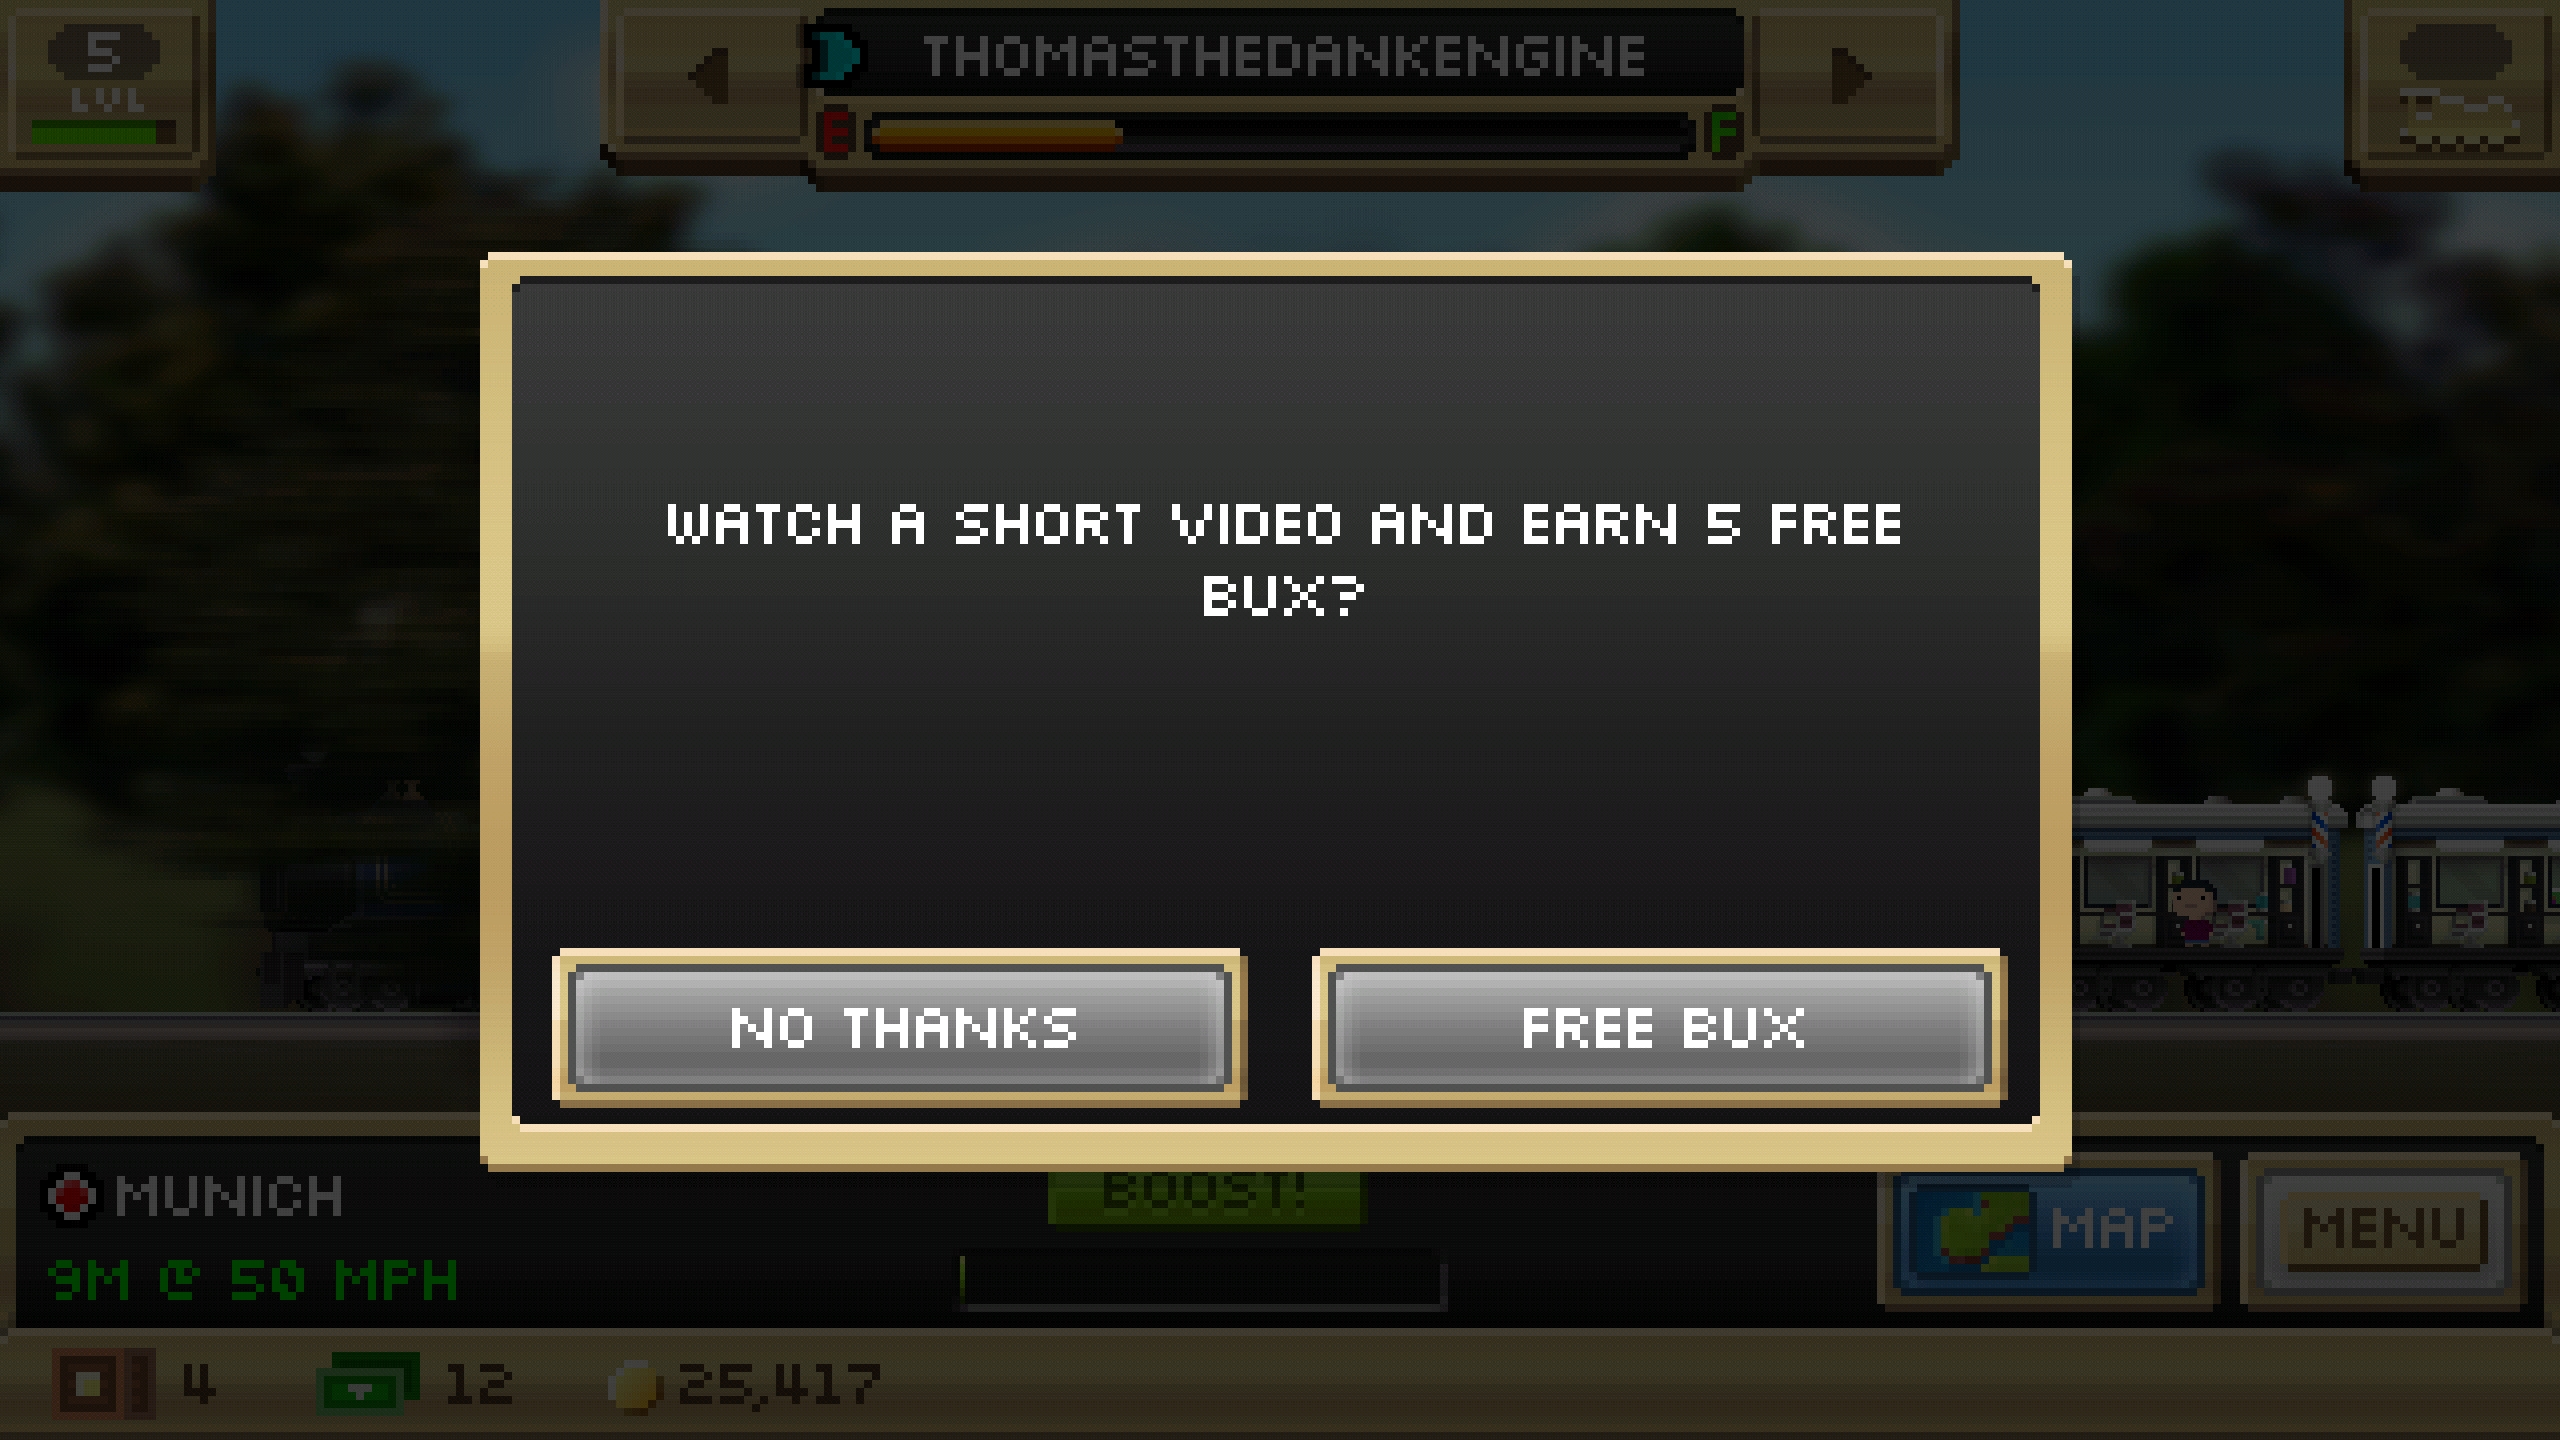 5
LVL
THOMASTHEDANKENGINE
E F
WATCH A SHORT VIDEO AND EARN 5 FREE
BUX?
NO THANKS
FREE BUX
MUNICH
BOOST!
MAP
MENU
9M @ 50 MPH
4
12
25,417